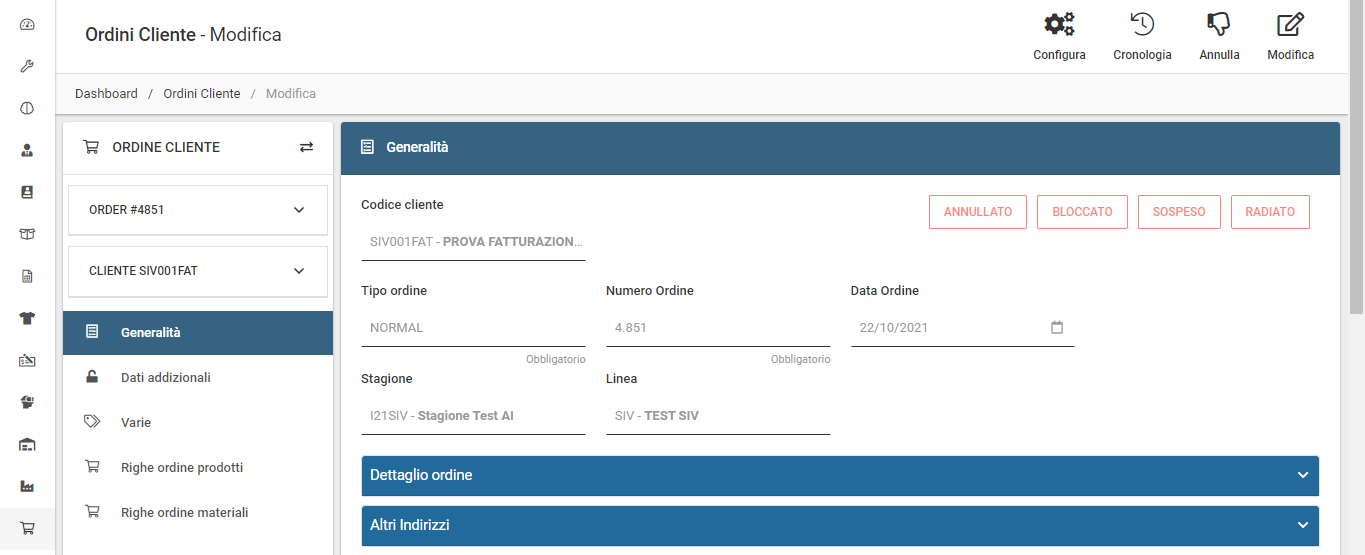 Ordini Cliente - Modifica
Configura
Cronologia
Annulla
Modifica
Dashboard / Ordini Cliente / Modifica
ORDINE CLIENTE
ORDER #4851
CLIENTE SIV001FAT
Generalità
Dati addizionali
Varie
Righe ordine prodotti
Righe ordine materiali
Generalità
Codice cliente
SIV001FAT - PROVA FATTURAZION...
ANNULLATO
BLOCCATO
SOSPESO
RADIATO
Tipo ordine
NORMAL
Obbligatorio
Numero Ordine
4.851
Obbligatorio
Data Ordine
22/10/2021
Stagione
I21SIV - Stagione Test AI
Linea
SIV - TEST SIV
Dettaglio ordine
Altri Indirizzi